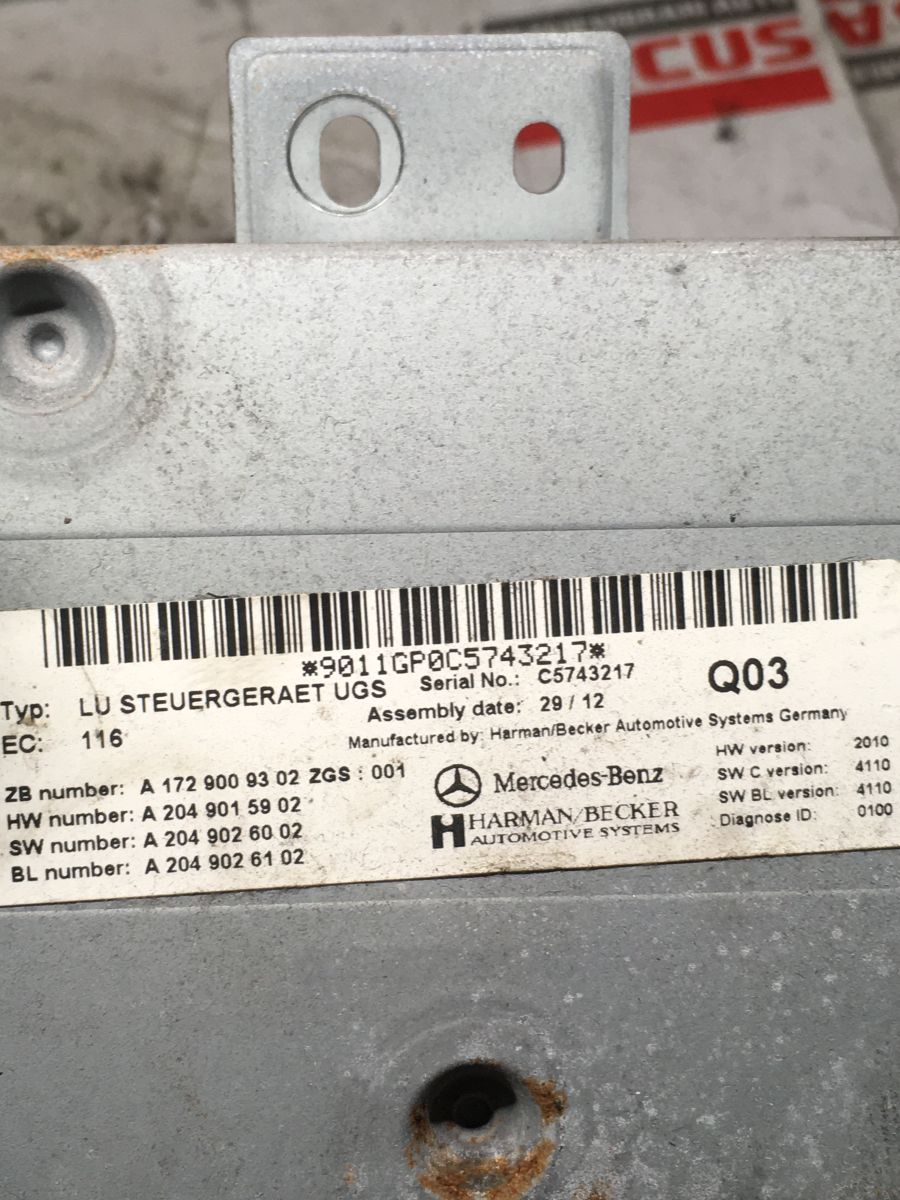 CUSA
*9011GP0C5743217*
Typ: LU STEUERGERAET UGS Serial No.: C5743217 Q03
EC: 116 Assembly date: 29 / 12
Manufactured by: Harman/Becker Automotive Systems Germany
ZB number: A 172 900 93 02 ZGS : 001
HW number: A 204 901 59 02
SW number: A 204 902 60 02
BL number: A 204 902 61 02
Mercedes-Benz
HARMAN/BECKER
AUTOMOTIVE SYSTEMS
HW version: 2010
SW C version: 4110
SW BL version: 4110
Diagnose ID: 0100